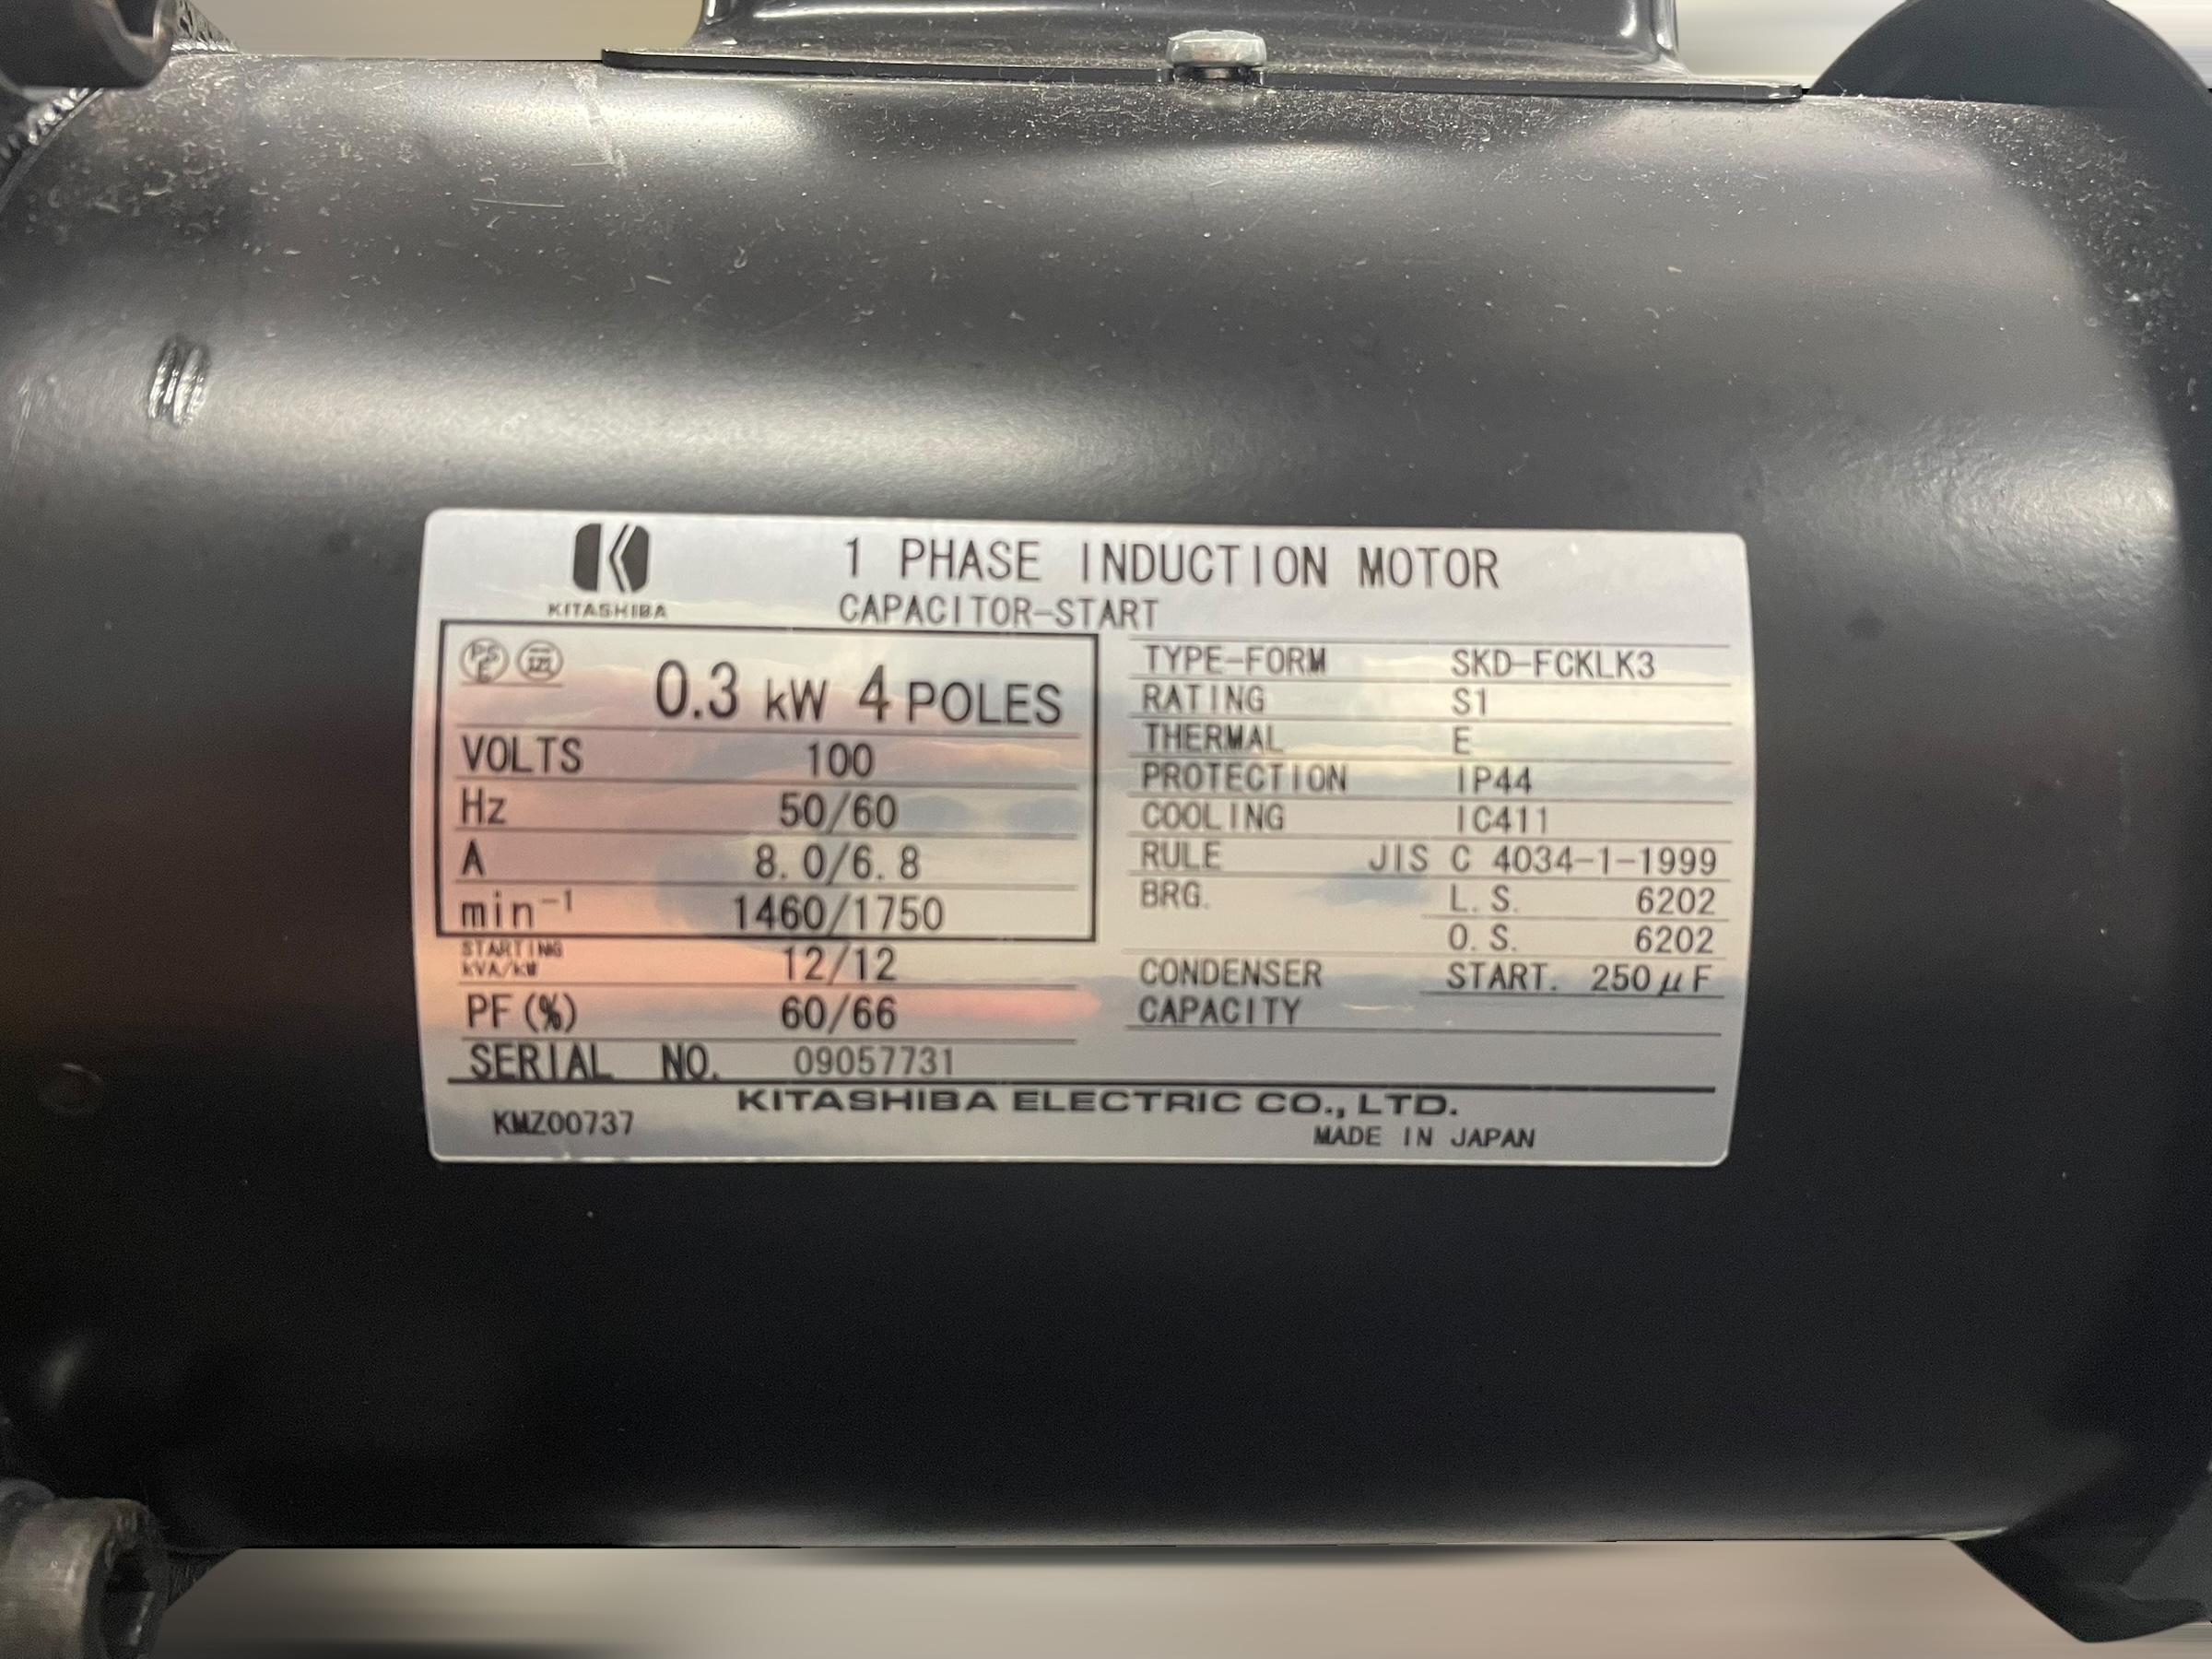 KITASHIBA
1 PHASE INDUCTION MOTOR
CAPACITOR-START
PS E
0.3 kW 4 POLES
VOLTS 100
Hz 50/60
A 8.0/6.8
min⁻¹ 1460/1750
STARTING kVA/kW 12/12
PF(%) 60/66
SERIAL NO. 09057731
TYPE-FORM SKD-FCKLK3
RATING S1
THERMAL E
PROTECTION IP44
COOLING IC411
RULE JIS C 4034-1-1999
BRG. L.S. 6202
O.S. 6202
CONDENSER START. 250μF
CAPACITY
KITASHIBA ELECTRIC CO., LTD.
KMZ00737
MADE IN JAPAN